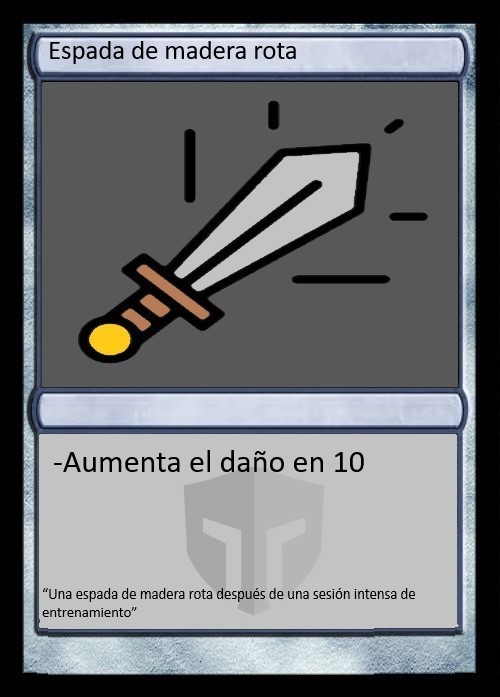 Espada de madera rota
-Aumenta el daño en 10
“Una espada de madera rota después de una sesión intensa de
entrenamiento”